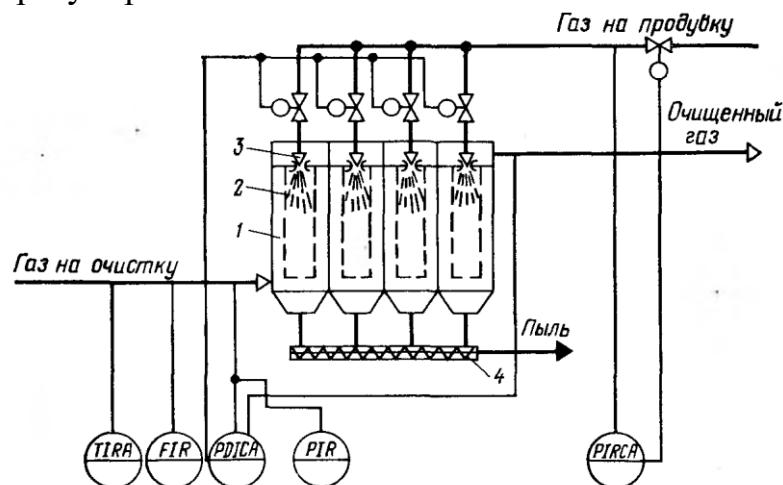 Газ на продувку
Очищенный
газ
3
2
1
Газ на очистку
Пыль
4
TIRA
FIR
PDICA
PIR
PIRCA